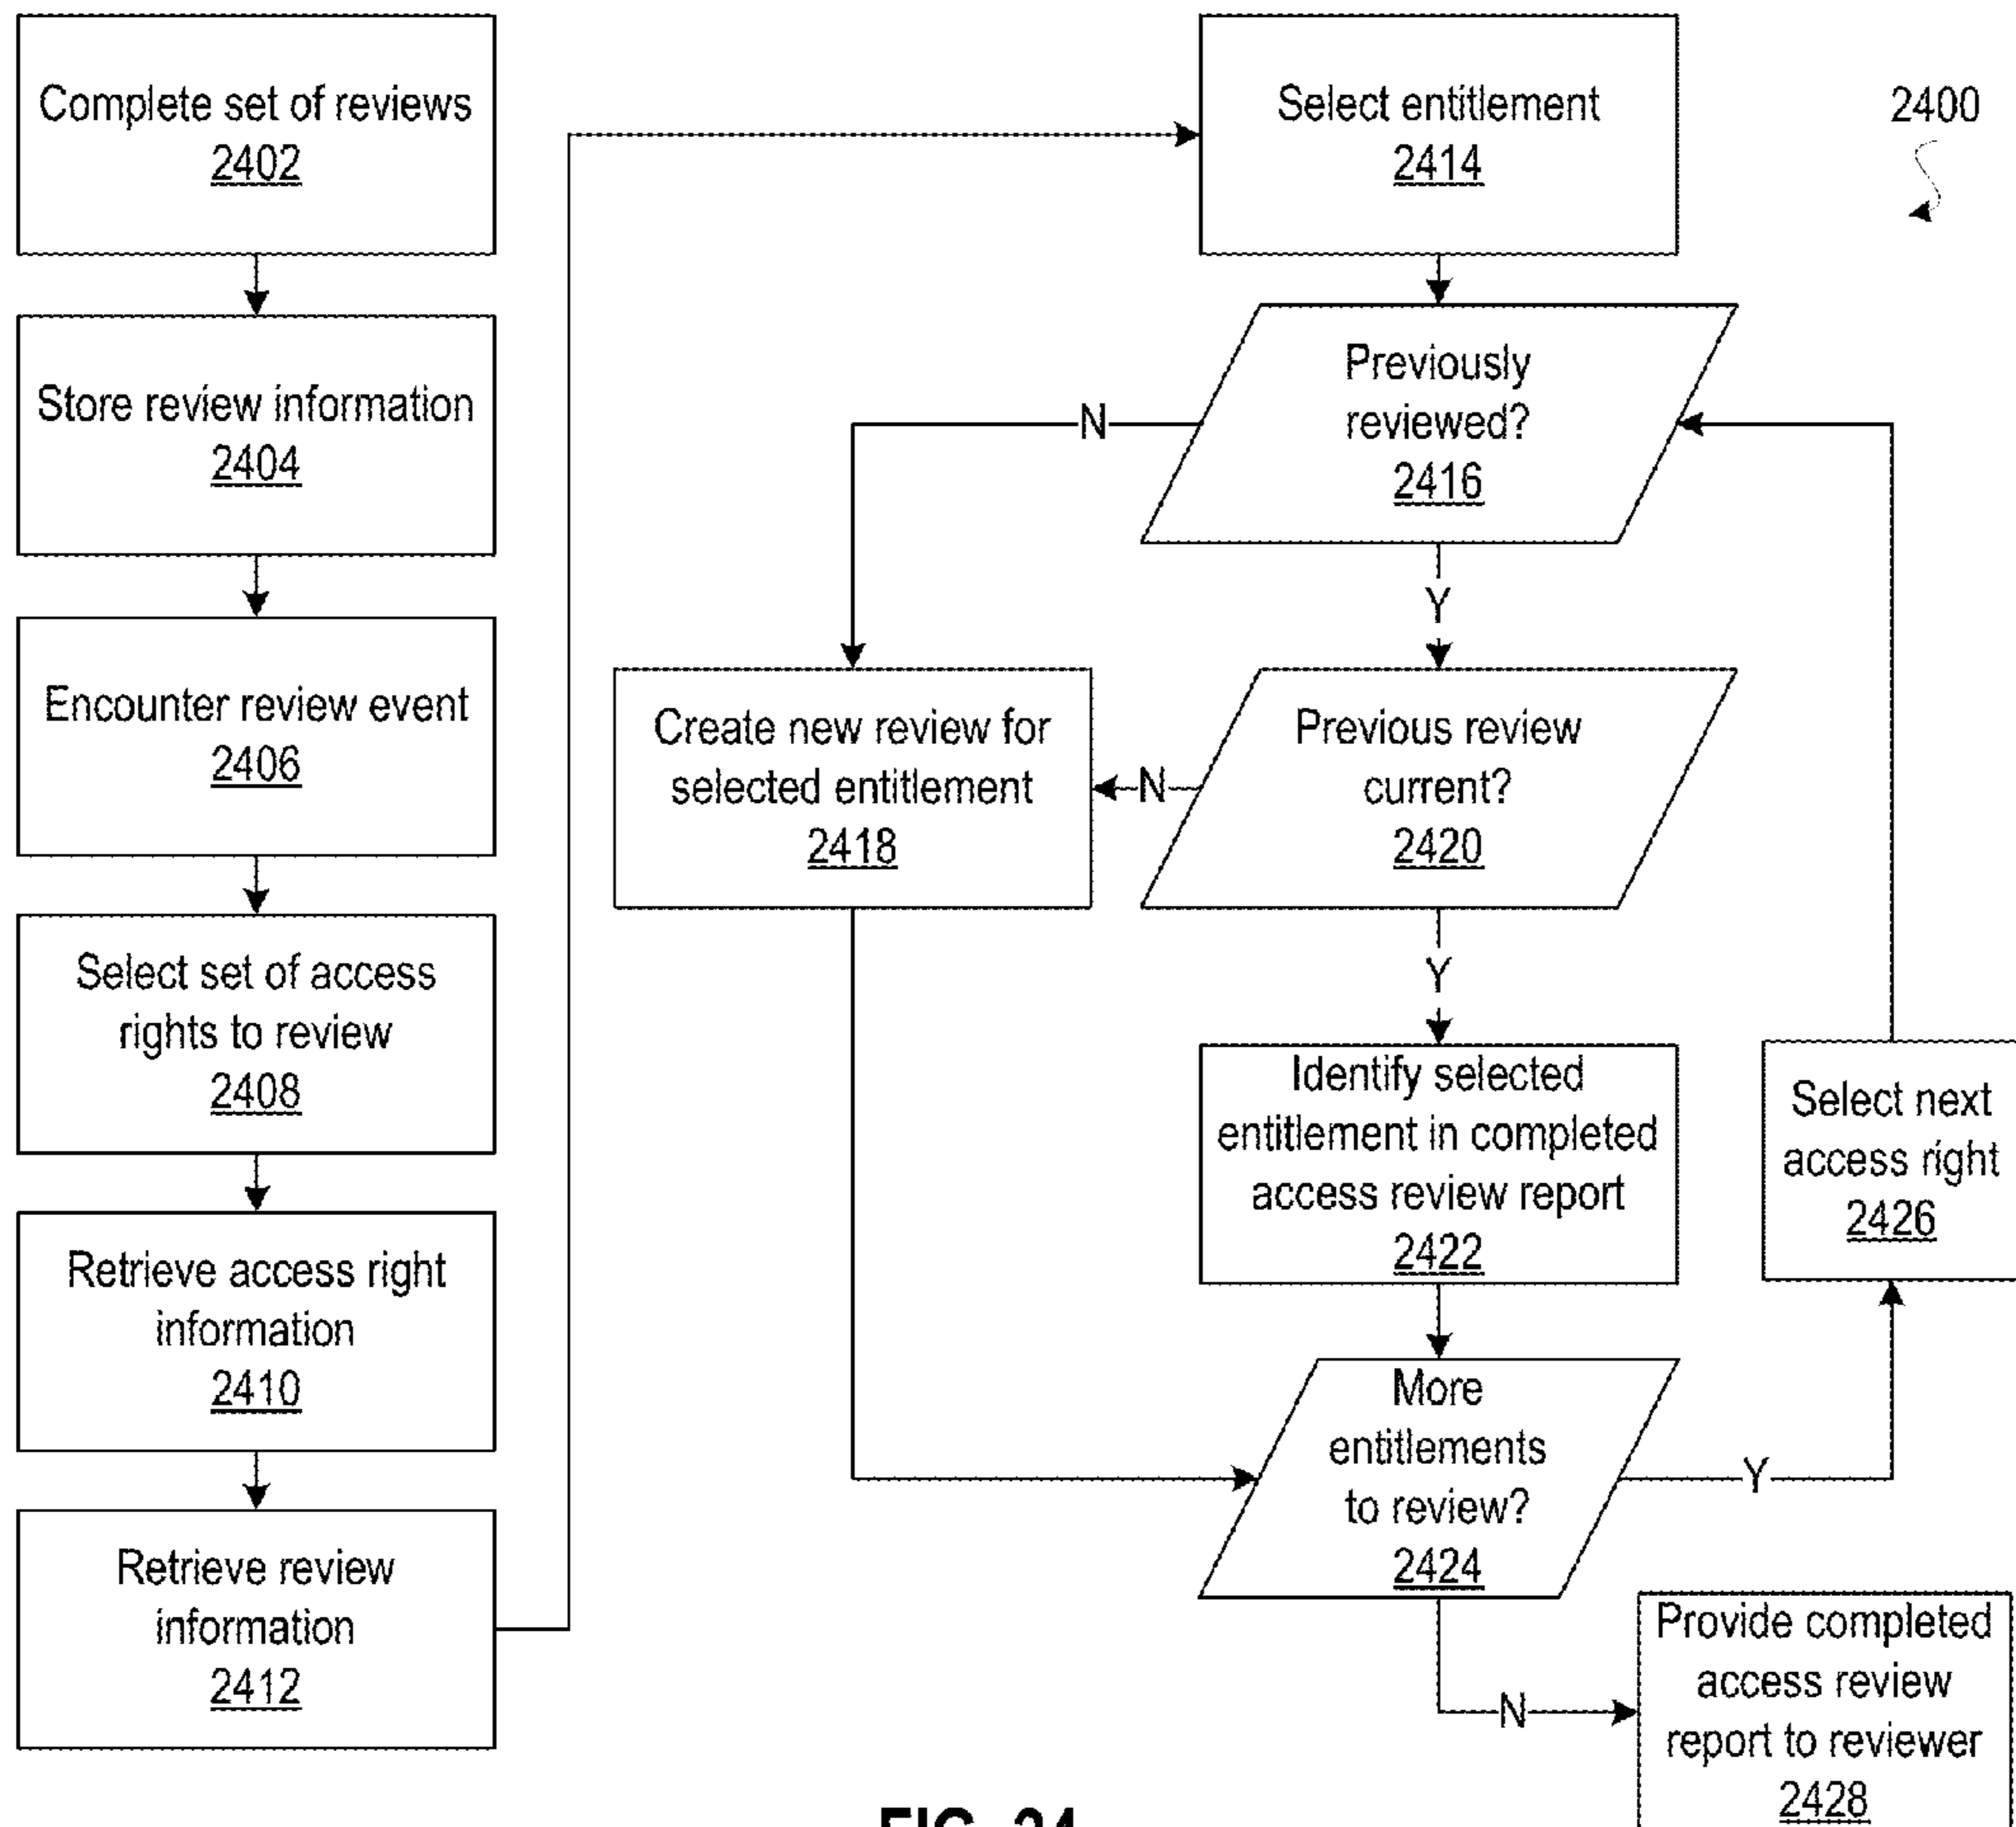 Complete set of reviews
2402
Store review information
2404
Encounter review event
2406
Select set of access
rights to review
2408
Retrieve access right
information
2410
Retrieve review
information
2412
Select entitlement
2414
2400
Previously
reviewed?
2416
N
Y
Create new review for
selected entitlement
2418
N
Previous review
current?
2420
Y
Identify selected
entitlement in completed
access review report
2422
Select next
access right
2426
More
entitlements
to review?
2424
Y
N
Provide completed
access review
report to reviewer
2428